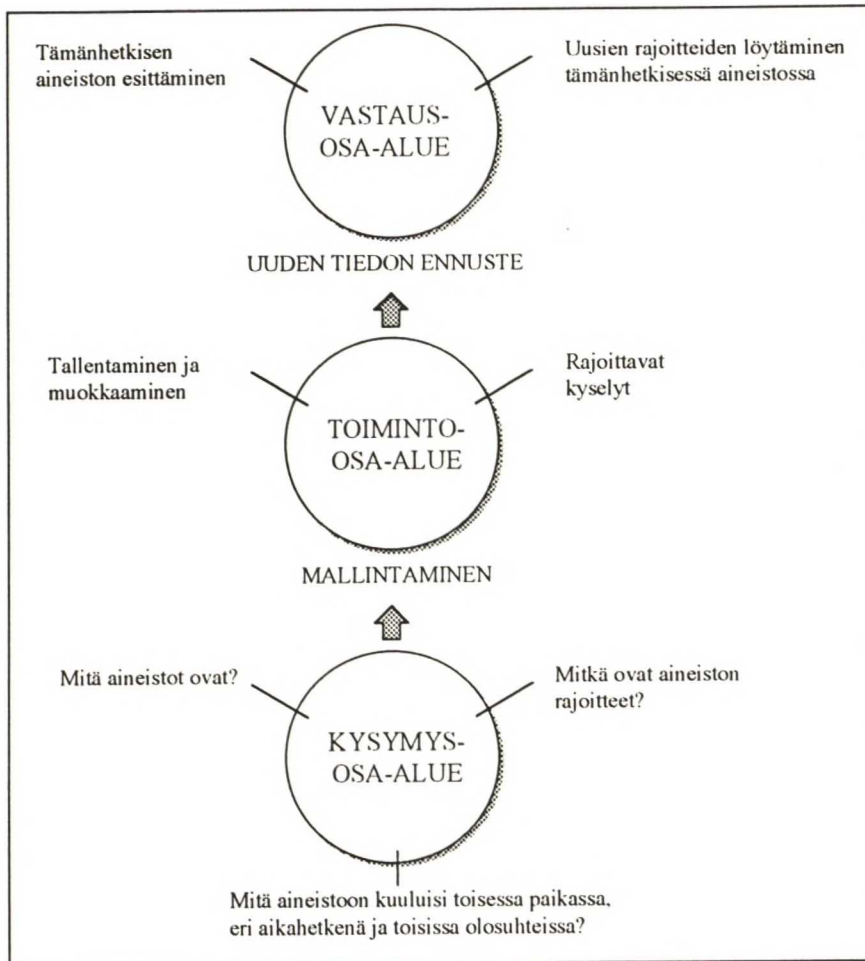 Tämänhetkisen
aineiston esittäminen
Uusien rajoitteiden löytäminen
tämänhetkisessä aineistossa
VASTAUS-
OSA-ALUE
UUDEN TIEDON ENNUSTE
Tallentaminen ja
muokkaaminen
Rajoittavat
kyselyt
TOIMINTO-
OSA-ALUE
MALLINTAMINEN
Mitä aineistot ovat?
Mitkä ovat aineiston
rajoitteet?
KYSYMYS-
OSA-ALUE
Mitä aineistoon kuuluisi toisessa paikassa,
eri aikahetkenä ja toisissa olosuhteissa?